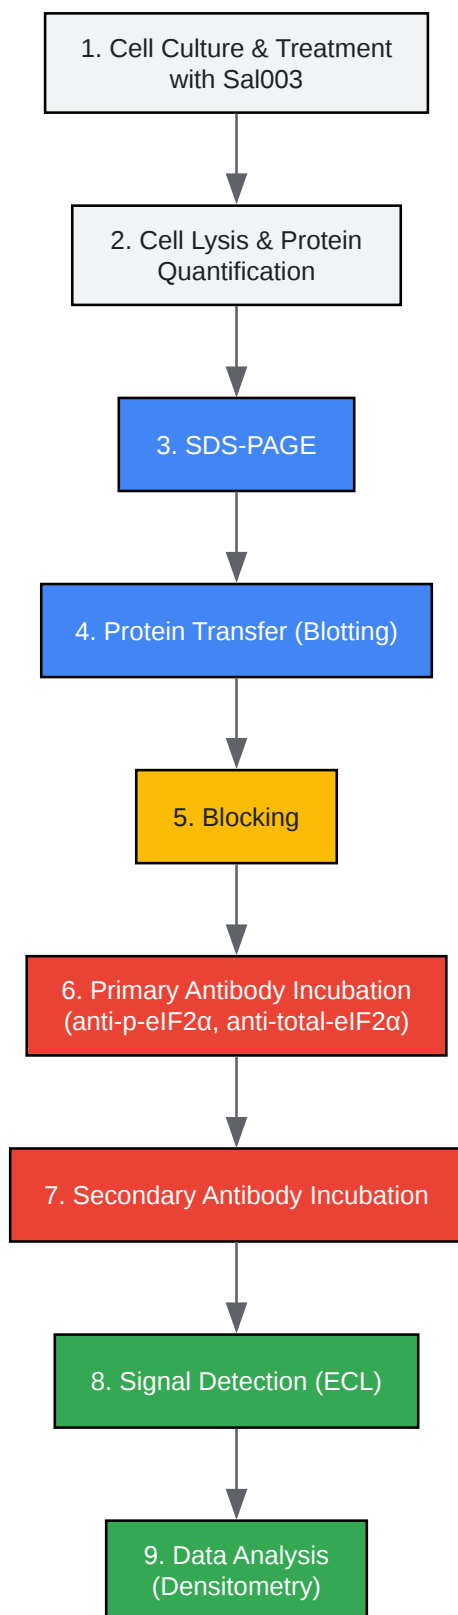 1. Cell Culture & Treatment
with Sal003
2. Cell Lysis & Protein
Quantification
3. SDS-PAGE
4. Protein Transfer (Blotting)
5. Blocking
6. Primary Antibody Incubation
(anti-p-eIF2α, anti-total-eIF2α)
7. Secondary Antibody Incubation
8. Signal Detection (ECL)
9. Data Analysis
(Densitometry)